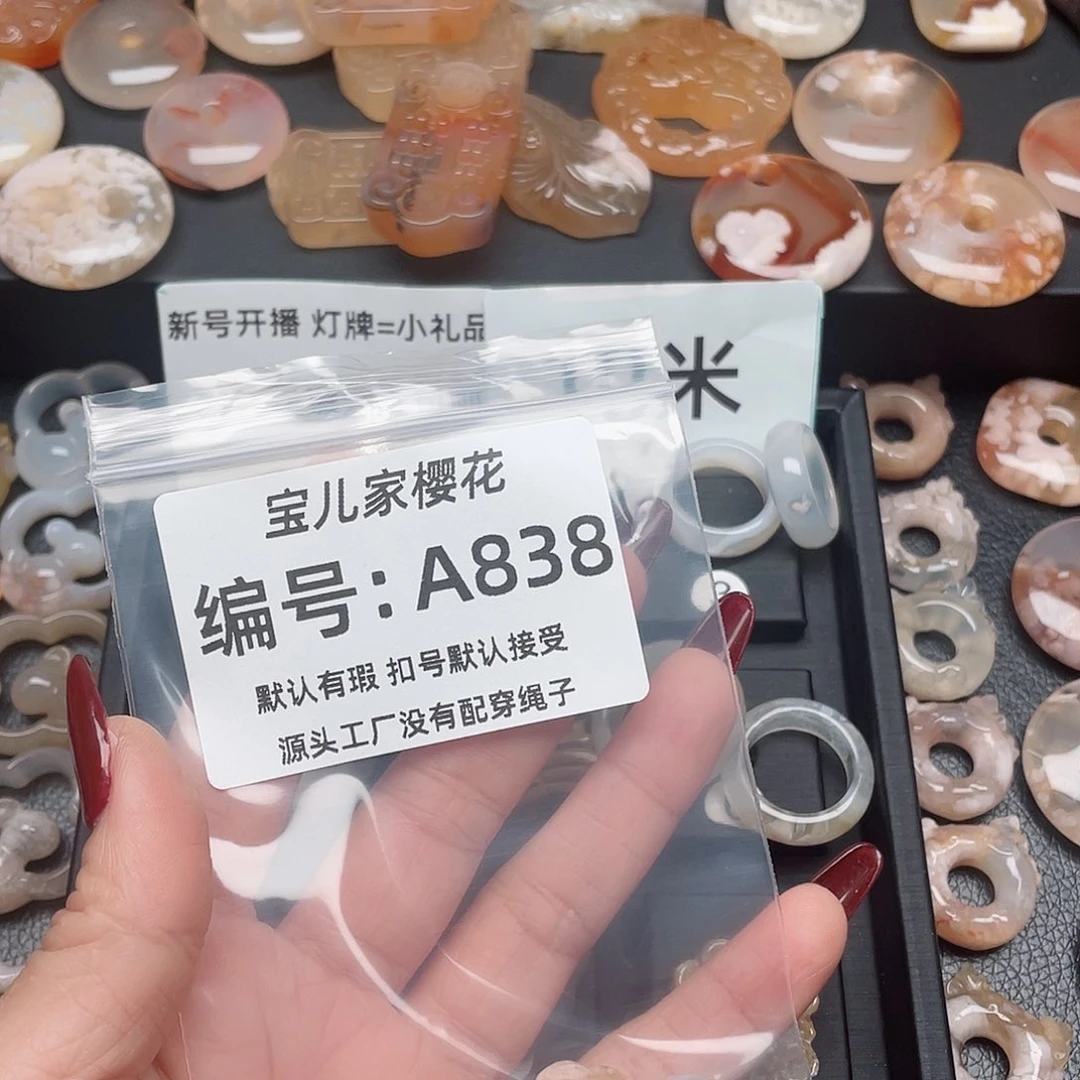 新号开播 灯牌=小礼品
米
宝儿家樱花
编号：A838
默认有瑕 扣号默认接受
源头工厂没有配穿绳子